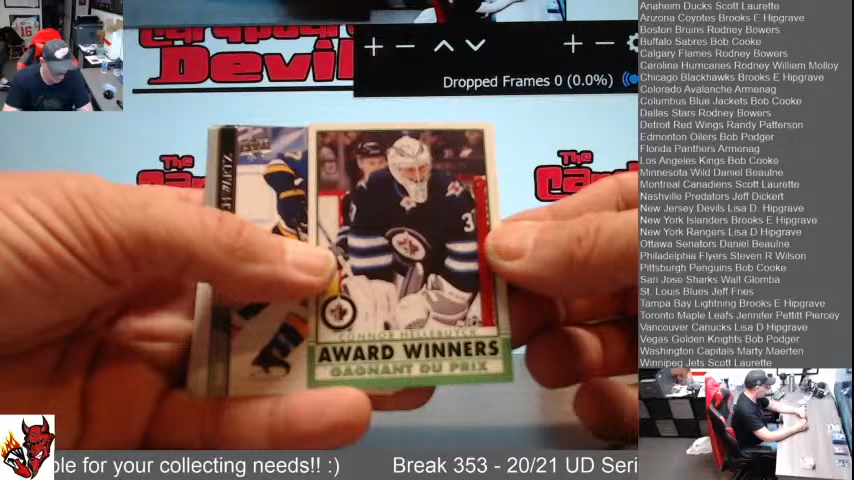 Cardboard
Devil
Dropped Frames 0 (0.0%)
The
The
CONNOR HELLEBUYCK
AWARD WINNERS
GAGNANT DU PRIX
Anaheim Ducks Scott Laurette
Arizona Coyotes Brooks E Hipgrave
Boston Bruins Rodney Bowers
Buffalo Sabres Bob Cooke
Calgary Flames Rodney Bowers
Carolina Hurricanes Rodney William Molloy
Chicago Blackhawks Brooks E Hipgrave
Colorado Avalanche Armenag
Columbus Blue Jackets Bob Cooke
Dallas Stars Rodney Bowers
Detroit Red Wings Randy Patterson
Edmonton Oilers Bob Podger
Florida Panthers Armenag
Los Angeles Kings Bob Cooke
Minnesota Wild Daniel Beaulne
Montreal Canadiens Scott Laurette
Nashville Predators Jeff Dickert
New Jersey Devils Lisa D. Hipgrave
New York Islanders Brooks E Hipgrave
New York Rangers Lisa D Hipgrave
Ottawa Senators Daniel Beaulne
Philadelphia Flyers Steven R Wilson
Pittsburgh Penguins Bob Cooke
San Jose Sharks Walt Glomba
St. Louis Blues Jeff Fries
Tampa Bay Lightning Brooks E Hipgrave
Toronto Maple Leafs Jennifer Pettitt Piercey
Vancouver Canucks Lisa D Hipgrave
Vegas Golden Knights Bob Podger
Washington Capitals Marty Maerten
Winnipeg Jets Scott Laurette
ole for your collecting needs!! :) Break 353 - 20/21 UD Seri